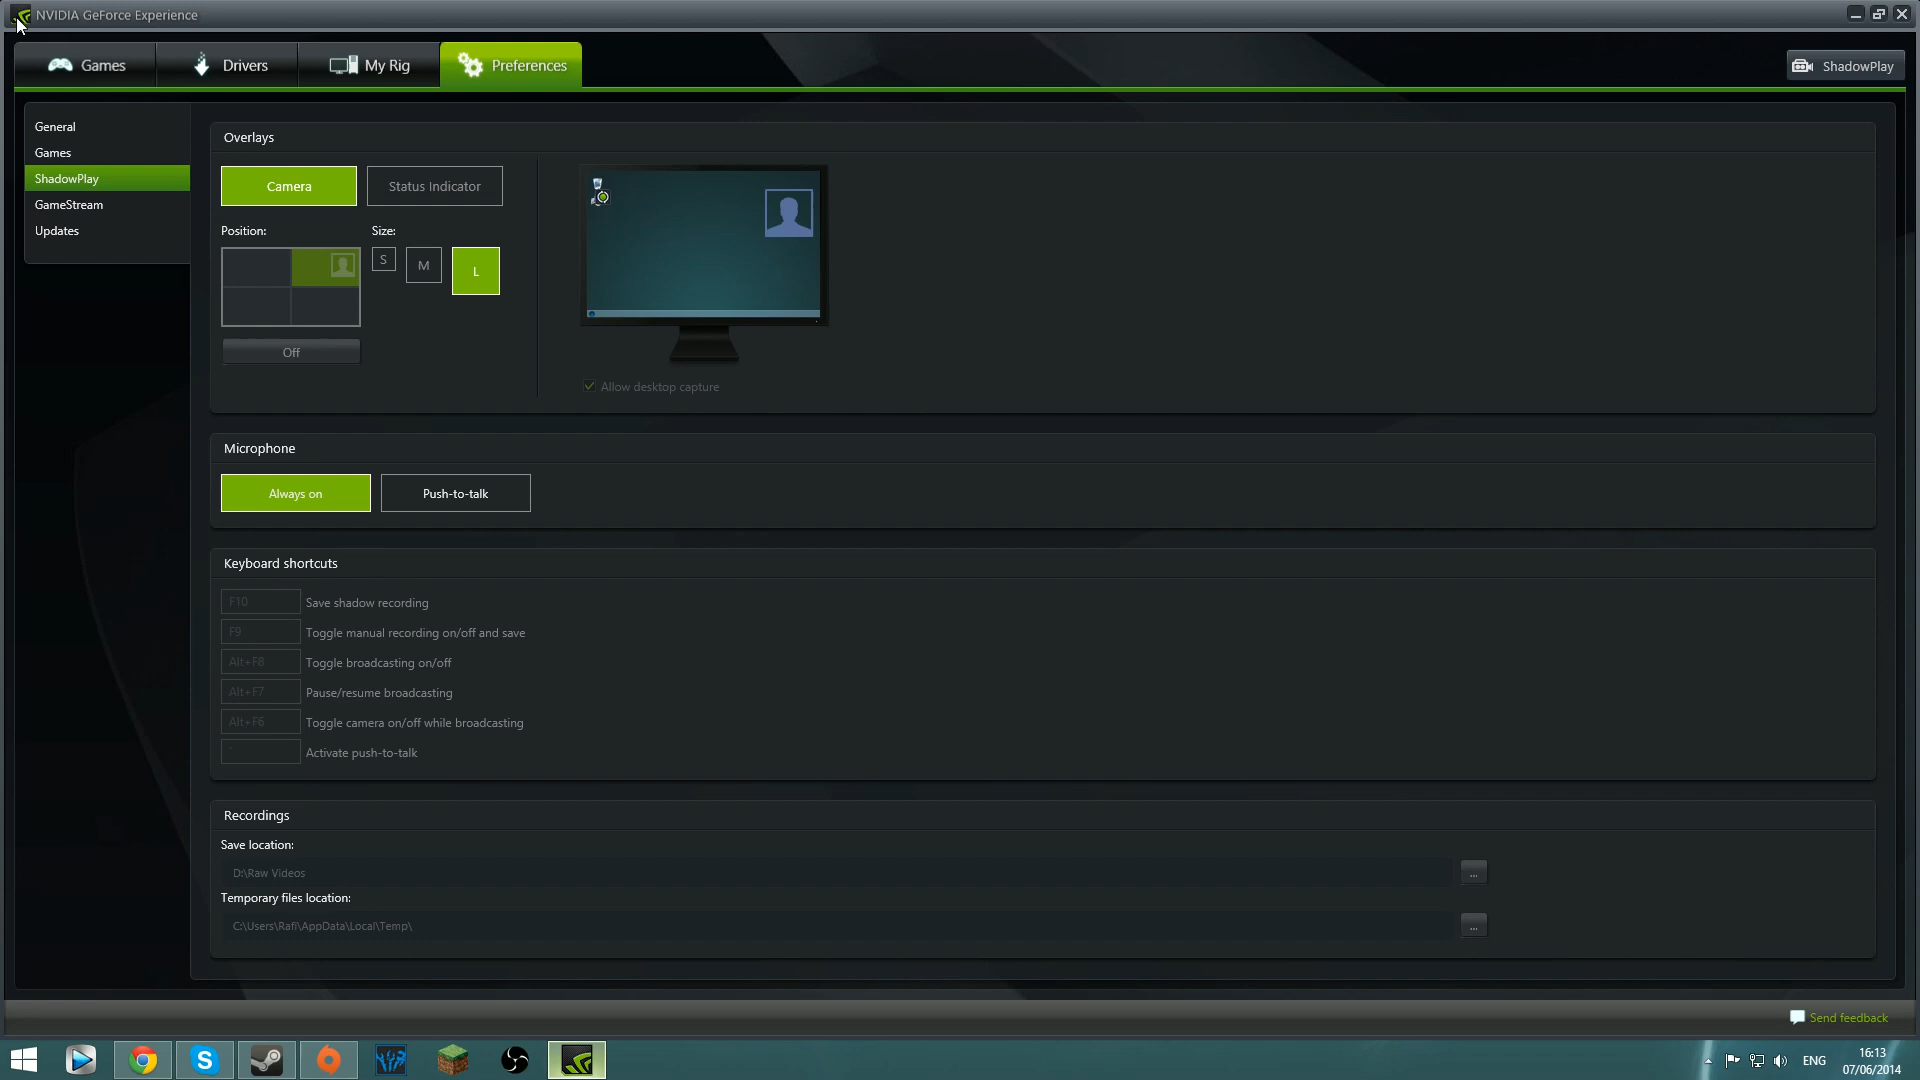 NVIDIA GeForce Experience
Games
Drivers
My Rig
Preferences
ShadowPlay
General
Games
ShadowPlay
GameStream
Updates
Overlays
Camera
Status Indicator
Position:
Size:
S
M
L
Off
Allow desktop capture
Microphone
Always on
Push-to-talk
Keyboard shortcuts
F10 Save shadow recording
F9 Toggle manual recording on/off and save
Alt+F8 Toggle broadcasting on/off
Alt+F7 Pause/resume broadcasting
Alt+F6 Toggle camera on/off while broadcasting
` Activate push-to-talk
Recordings
Save location:
D:\Raw Videos
...
Temporary files location:
C:\Users\Rafi\AppData\Local\Temp\
...
Send feedback
ENG
16:13
07/06/2014